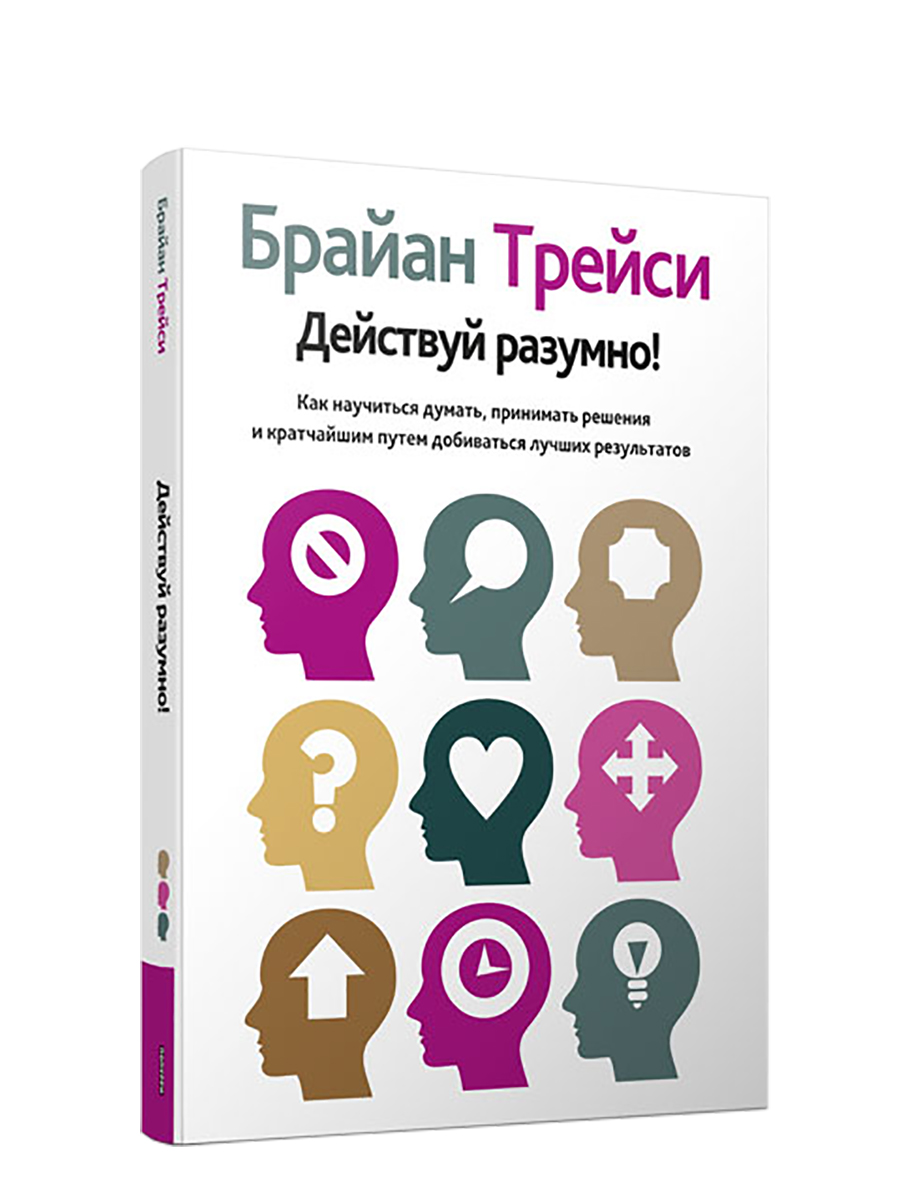 Брайан Трейси
Действуй разумно!
Как научиться думать, принимать решения
и кратчайшим путем добиваться лучших результатов
Брайан Трейси
Действуй разумно!